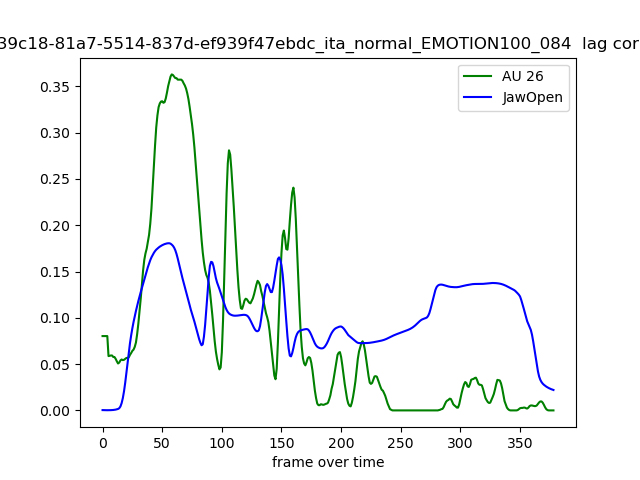 39c18-81a7-5514-837d-ef939f47ebdc_ita_normal_EMOTION100_084 lag cor
AU 26
JawOpen
0.35
0.30
0.25
0.20
0.15
0.10
0.05
0.00
0 50 100 150 200 250 300 350
frame over time